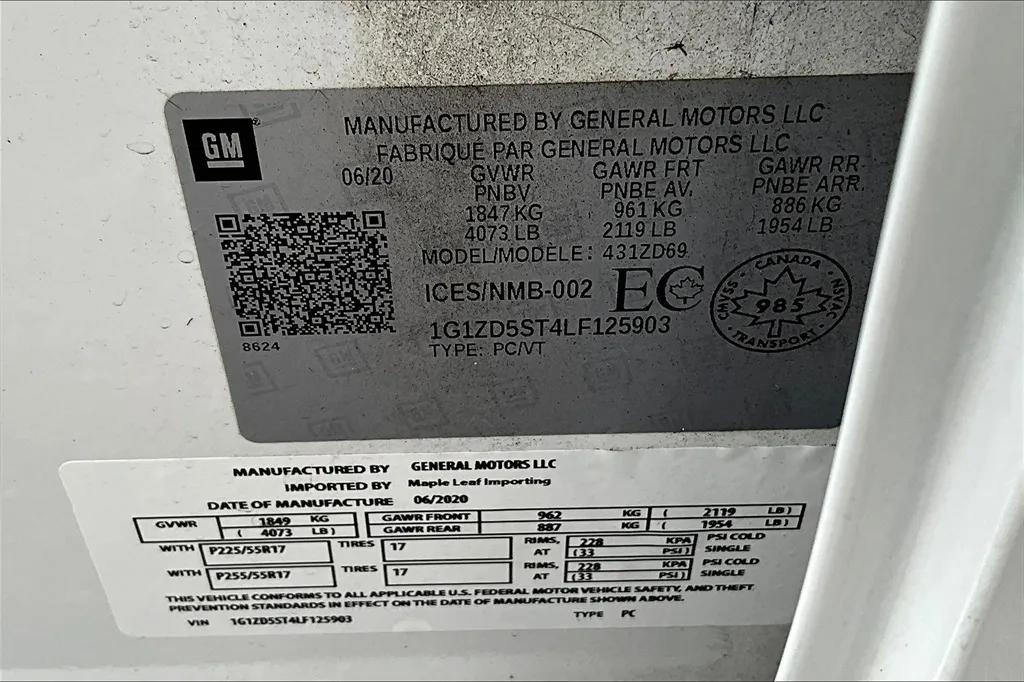 GM
MANUFACTURED BY GENERAL MOTORS LLC
FABRIQUÉ PAR GENERAL MOTORS LLC
06/20 GVWR GAWR FRT GAWR RR
PNBV PNBE AV. PNBE ARR.
1847 KG 961 KG 886 KG
4073 LB 2119 LB 1954 LB
MODEL/MODÈLE: 431ZD69
ICES/NMB-002 EC
CANADA
CMVSS 985 NSVAC
TRANSPORT
1G1ZD5ST4LF125903
TYPE: PC/VT
8624
MANUFACTURED BY GENERAL MOTORS LLC
IMPORTED BY Maple Leaf Importing
DATE OF MANUFACTURE 06/2020
GVWR 1849 KG GAWR FRONT 962 KG ( 2119 LB )
( 4073 LB ) GAWR REAR 887 KG ( 1954 LB )
WITH P225/55R17 TIRES 17 RIMS, AT 228 KPA (33 PSI) PSI COLD SINGLE
WITH P255/55R17 TIRES 17 RIMS, AT 228 KPA (33 PSI) PSI COLD SINGLE
THIS VEHICLE CONFORMS TO ALL APPLICABLE U.S. FEDERAL MOTOR VEHICLE SAFETY, AND THEFT
PREVENTION STANDARDS IN EFFECT ON THE DATE OF MANUFACTURE SHOWN ABOVE.
VIN 1G1ZD5ST4LF125903 TYPE PC